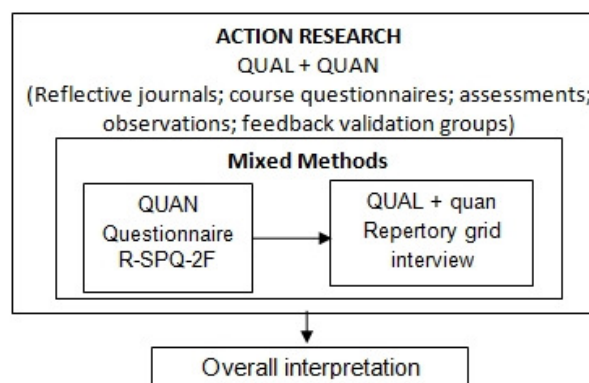 ACTION RESEARCH
QUAL + QUAN
(Reflective journals; course questionnaires; assessments;
observations; feedback validation groups)
Mixed Methods
QUAN
Questionnaire
R-SPQ-2F
QUAL + quan
Repertory grid
interview
Overall interpretation